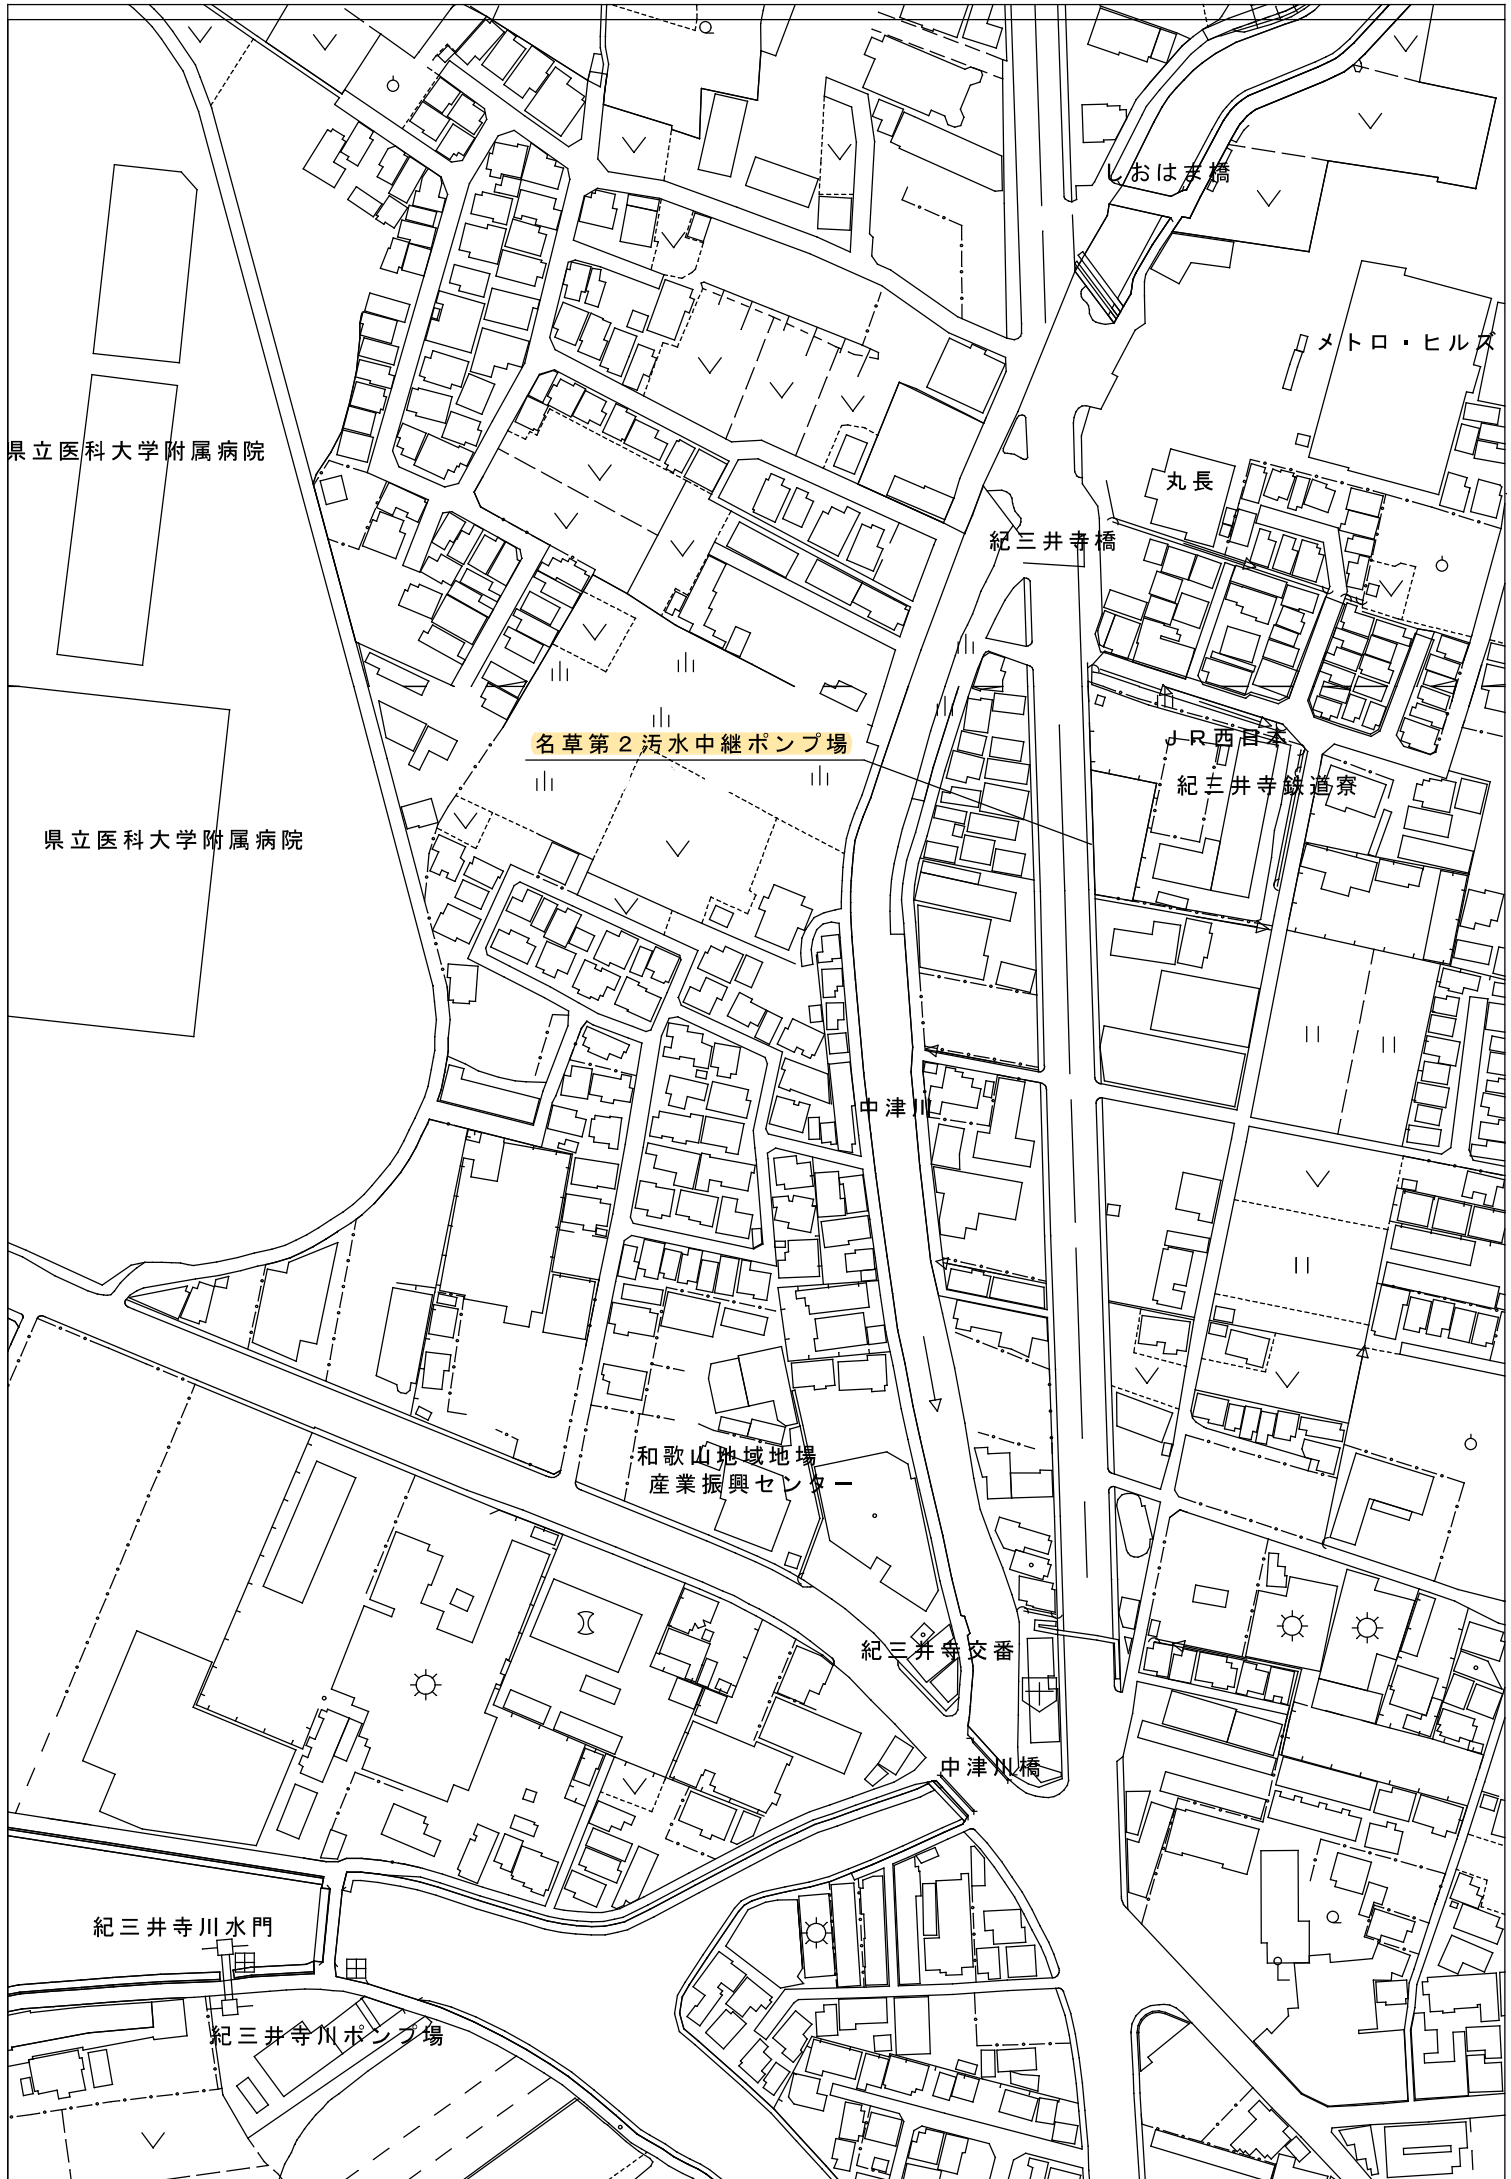 しおはま橋
メトロ・ヒルズ
県立医科大学附属病院
丸長
紀三井寺橋
名草第2汚水中継ポンプ場
JR西日本
紀三井寺鉄道寮
県立医科大学附属病院
中津川
和歌山地域地場
産業振興センター
紀三井寺交番
中津川橋
紀三井寺川水門
紀三井寺川ポンプ場